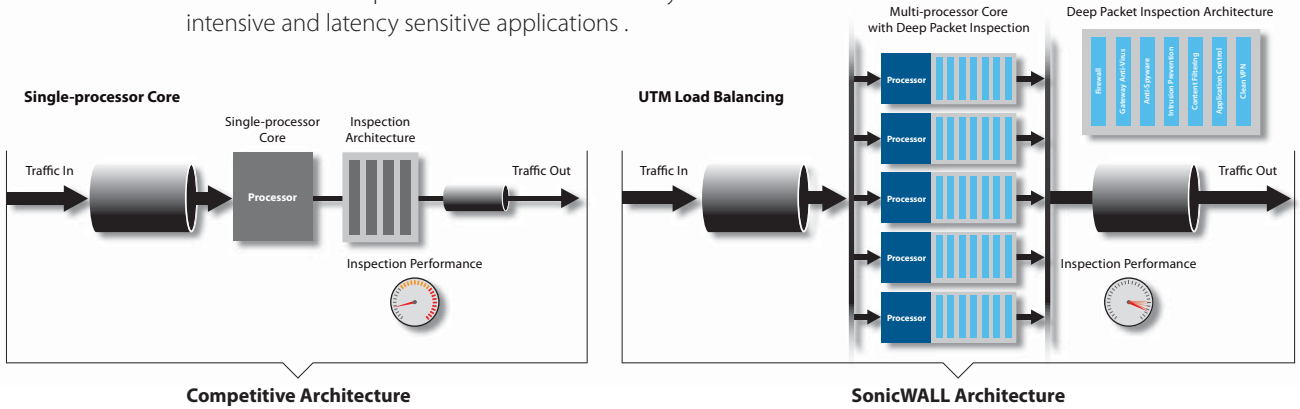 intensive and latency sensitive applications .
Single-processor Core
Single-processor
Core
Inspection
Architecture
Traffic In
Processor
Traffic Out
Inspection Performance
Competitive Architecture
UTM Load Balancing
Multi-processor Core
with Deep Packet Inspection
Deep Packet Inspection Architecture
Firewall
Gateway Anti-Virus
Anti-Spyware
Intrusion Prevention
Content Filtering
Application Control
Clean VPN
Traffic In
Processor
Processor
Processor
Processor
Processor
Traffic Out
Inspection Performance
SonicWALL Architecture